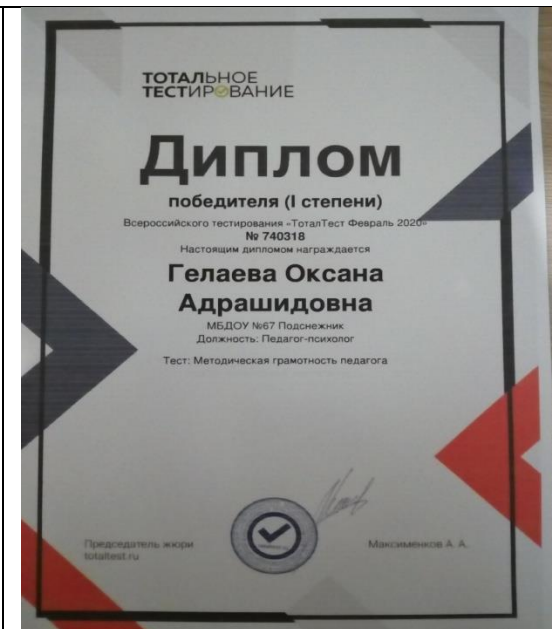 ТОТАЛЬНОЕ
ТЕСТИРОВАНИЕ
Диплом
победителя (I степени)
Всероссийского тестирования «ТоталТест Февраль 2020»
№ 740318
Настоящим дипломом награждается
Гелаева Оксана
Адрашидовна
МБДОУ №67 Подснежник
Должность: Педагог-психолог
Тест: Методическая грамотность педагога
Председатель жюри
totaltest.ru
Максименков А. А.